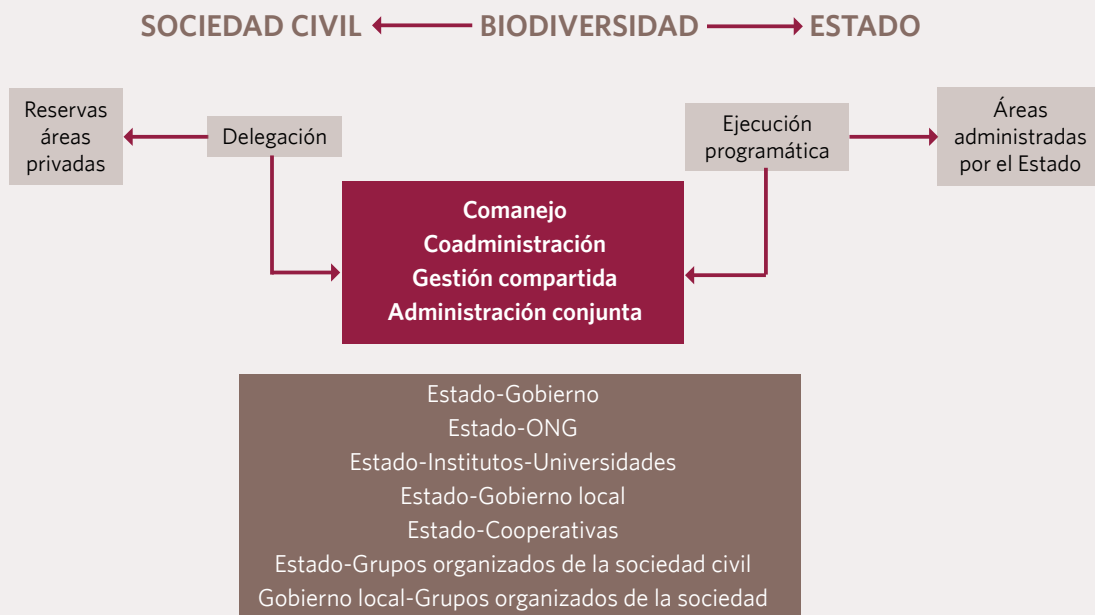 SOCIEDAD CIVIL BIODIVERSIDAD ESTADO
Reservas
áreas
privadas
Delegación
Ejecución
programática
Áreas
administradas
por el Estado
Comanejo
Coadministración
Gestión compartida
Administración conjunta
Estado-Gobierno
Estado-ONG
Estado-Institutos-Universidades
Estado-Gobierno local
Estado-Cooperativas
Estado-Grupos organizados de la sociedad civil
Gobierno local-Grupos organizados de la sociedad